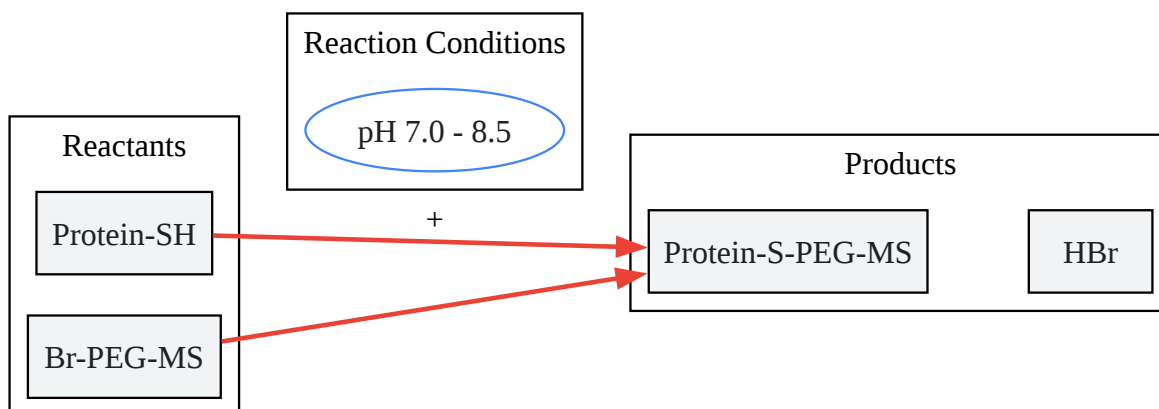 Reaction Conditions
pH 7.0 - 8.5
Reactants
Protein-SH
Br-PEG-MS
+
Products
Protein-S-PEG-MS
HBr